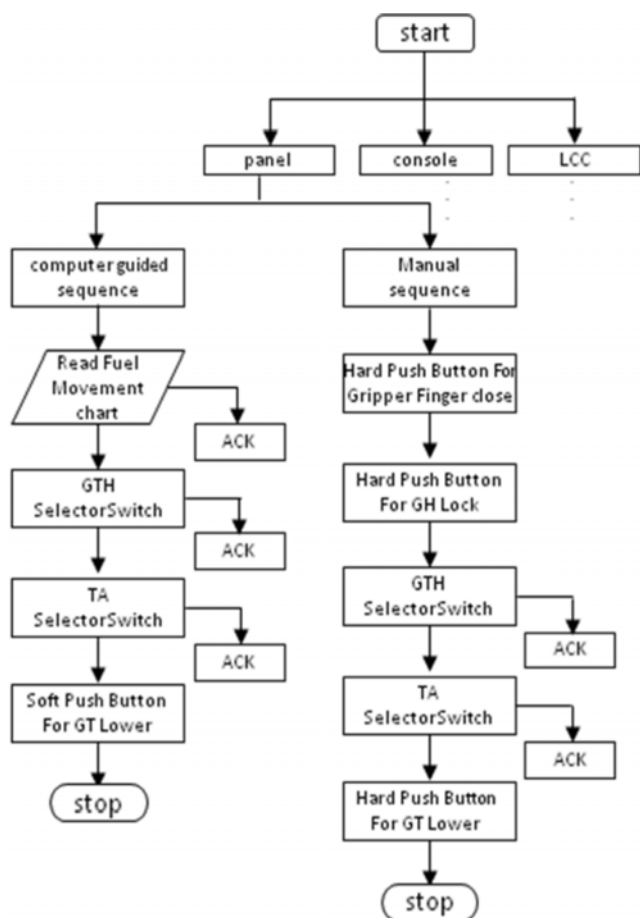 start
panel
console
LCC
computer guided
sequence
Read Fuel
Movement
chart
ACK
GTH
SelectorSwitch
ACK
TA
SelectorSwitch
ACK
Soft Push Button
For GT Lower
stop
Manual
sequence
Hard Push Button For
Gripper Finger close
Hard Push Button
For GH Lock
GTH
SelectorSwitch
ACK
TA
SelectorSwitch
ACK
Hard Push Button
For GT Lower
stop